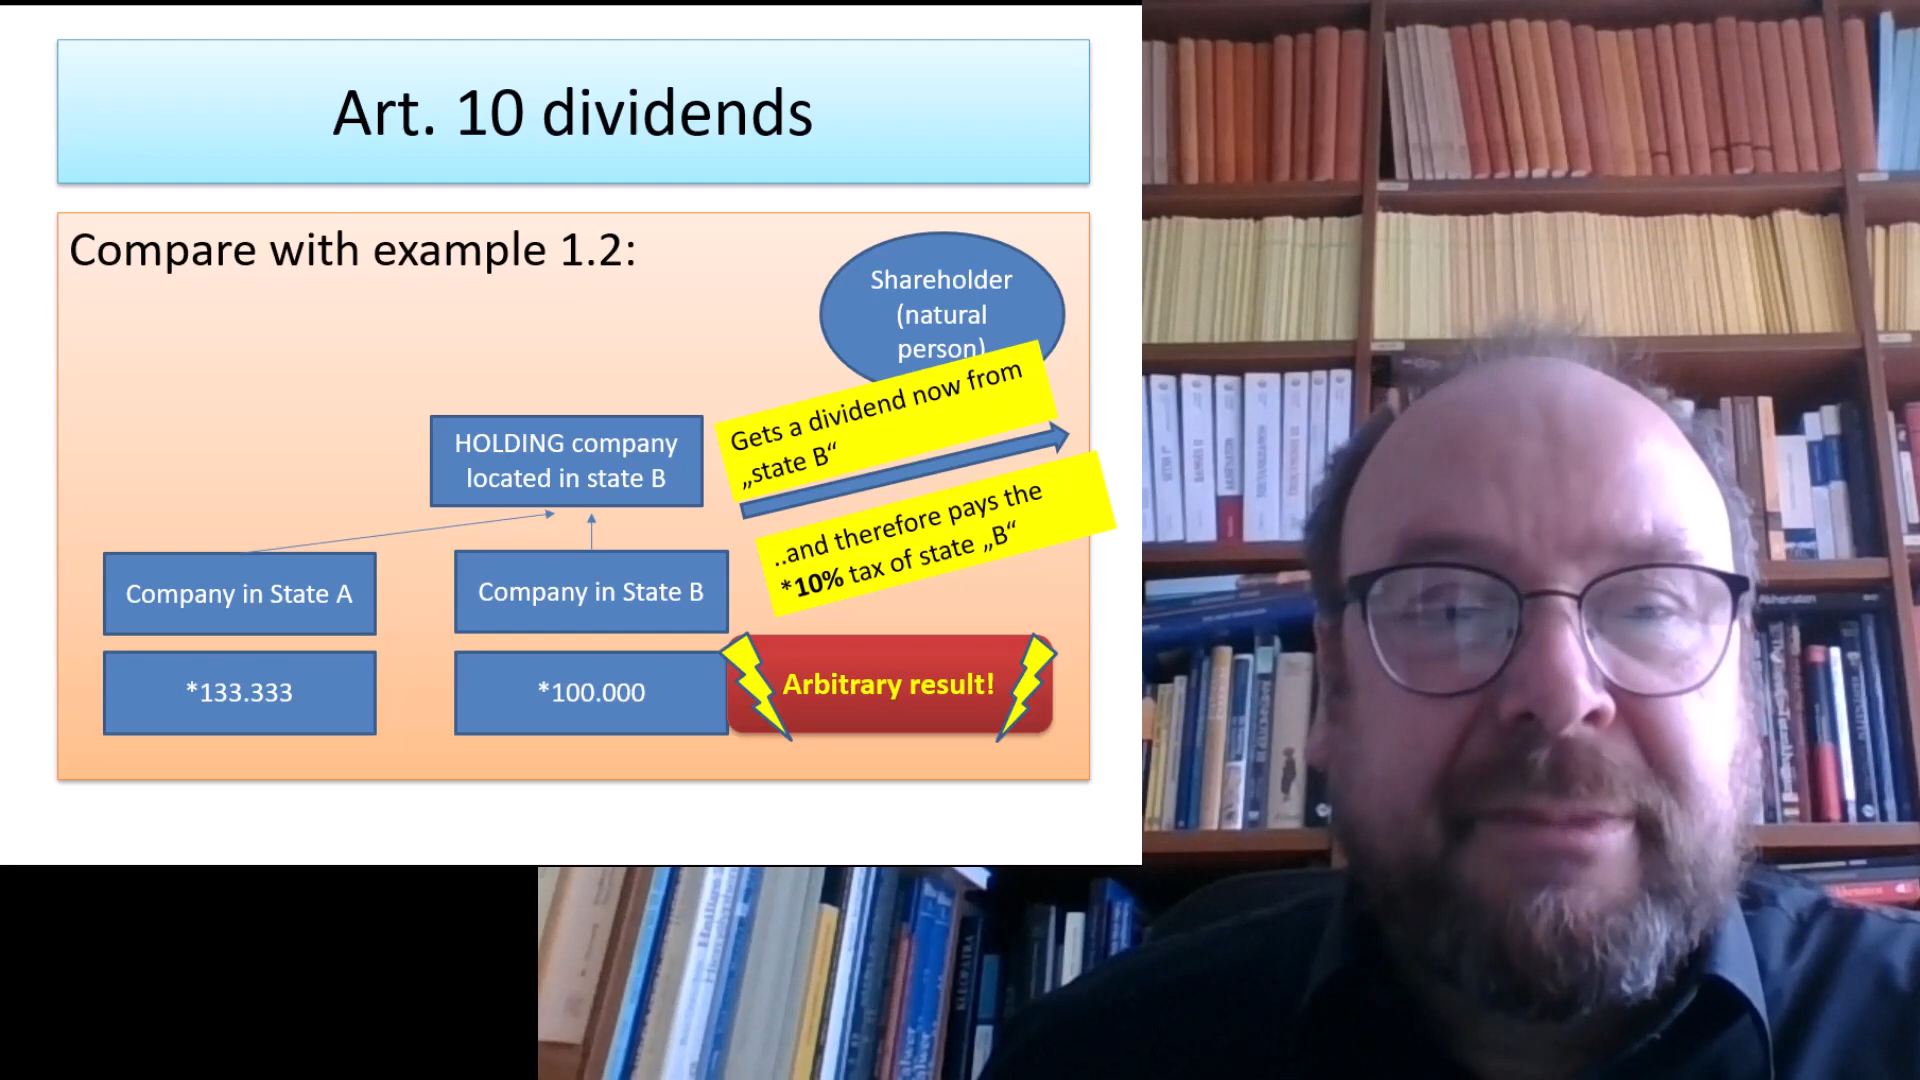 Art. 10 dividends
Compare with example 1.2:
Shareholder
(natural
person)
Gets a dividend now from
„state B“
HOLDING company
located in state B
..and therefore pays the
*10% tax of state „B“
Company in State A
Company in State B
*133.333
*100.000
Arbitrary result!
Akhenaton
KLEOPATRA